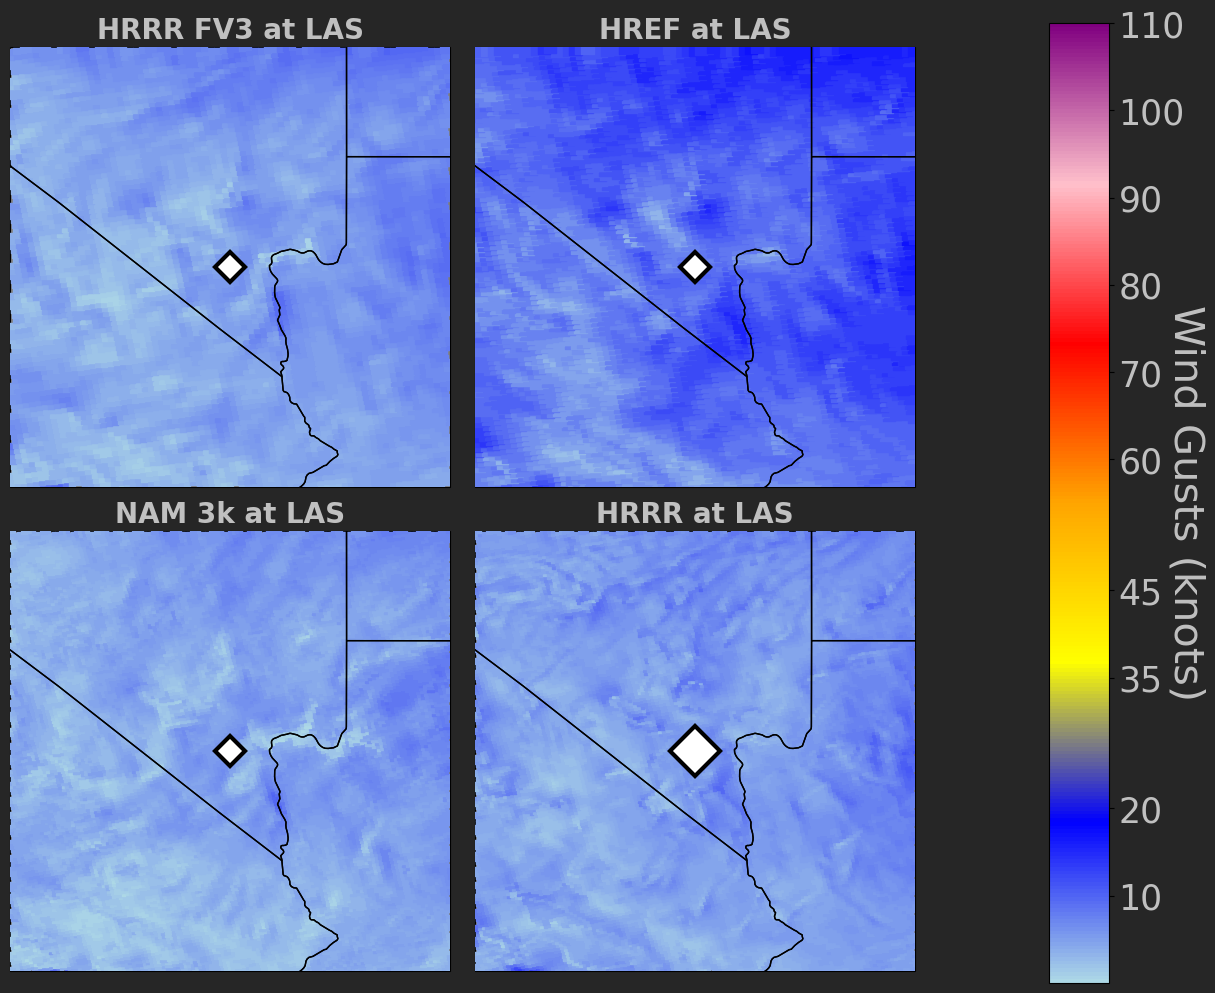 HRRR FV3 at LAS
HREF at LAS
NAM 3k at LAS
HRRR at LAS
110
100
90
80
70
60
45
35
20
10
Wind Gusts (knots)